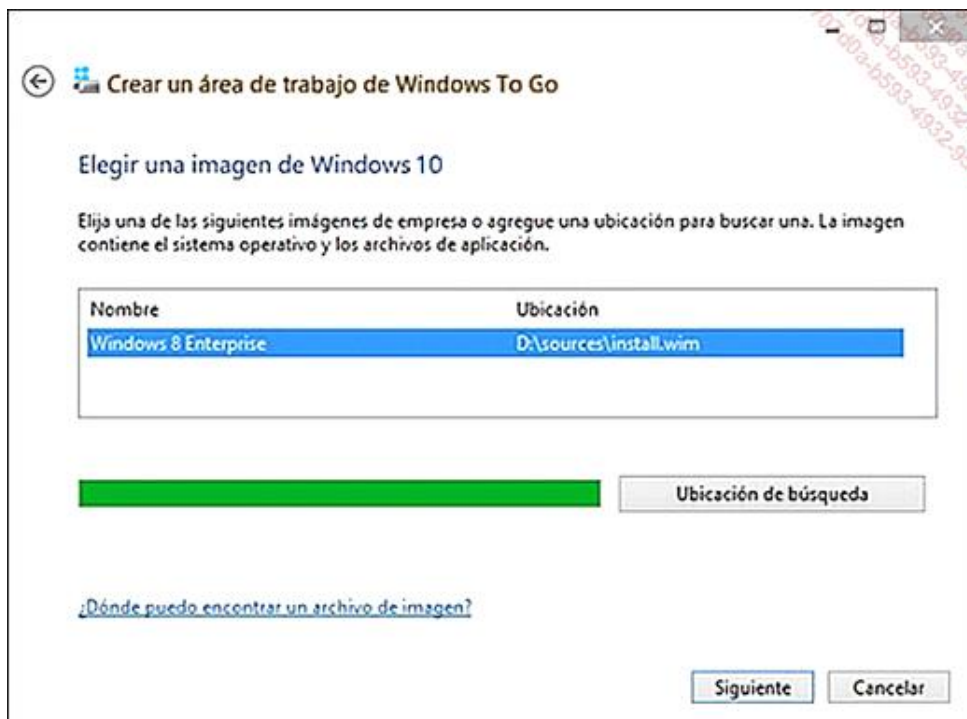 Crear un área de trabajo de Windows To Go
Elegir una imagen de Windows 10
Elija una de las siguientes imágenes de empresa o agregue una ubicación para buscar una. La imagen
contiene el sistema operativo y los archivos de aplicación.
Nombre Ubicación
Windows 8 Enterprise D:\sources\install.wim
Ubicación de búsqueda
¿Dónde puedo encontrar un archivo de imagen?
Siguiente Cancelar